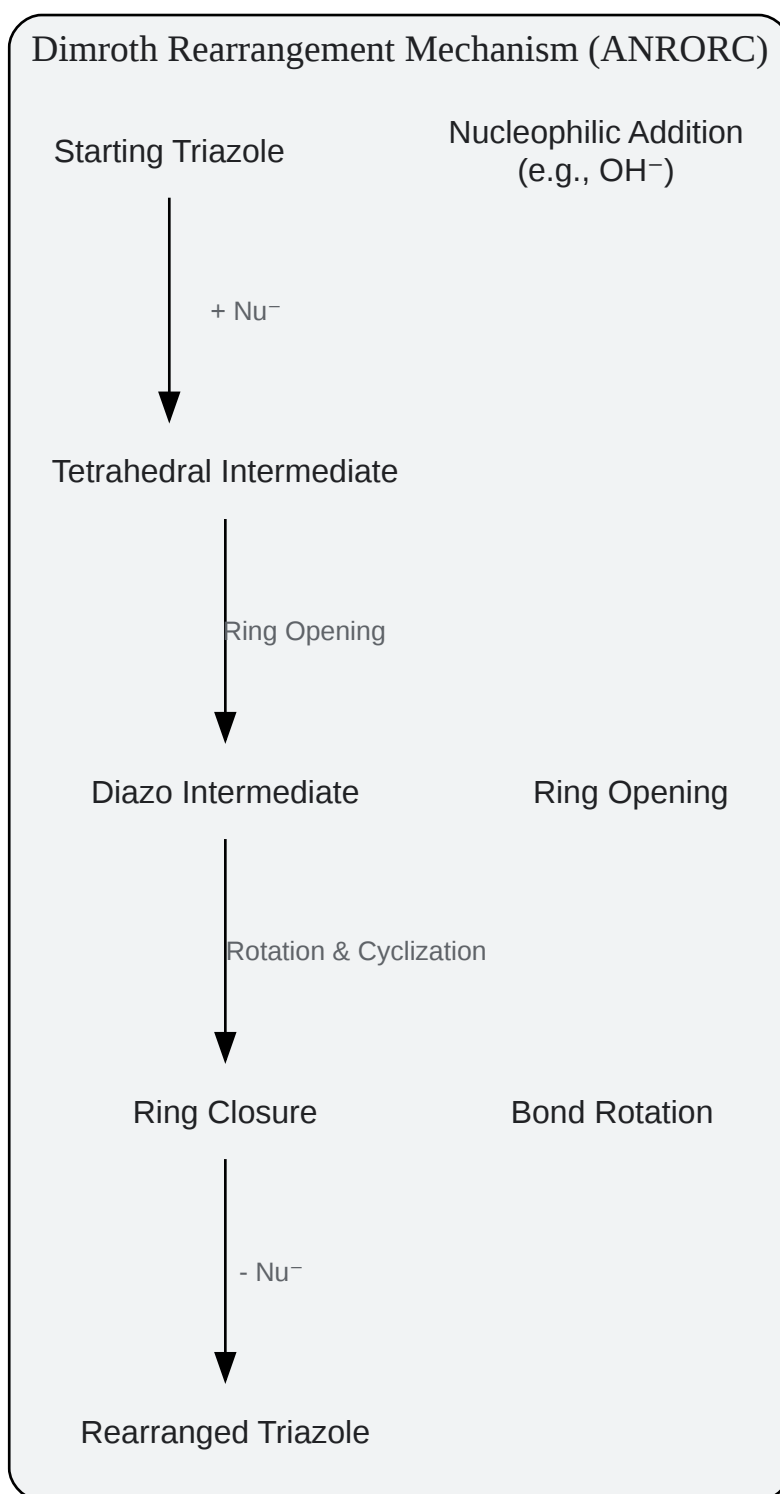 Dimroth Rearrangement Mechanism (ANRORC)
Starting Triazole
Nucleophilic Addition
(e.g., OH⁻)
+ Nu⁻
Tetrahedral Intermediate
Ring Opening
Diazo Intermediate
Ring Opening
Rotation & Cyclization
Ring Closure
Bond Rotation
- Nu⁻
Rearranged Triazole